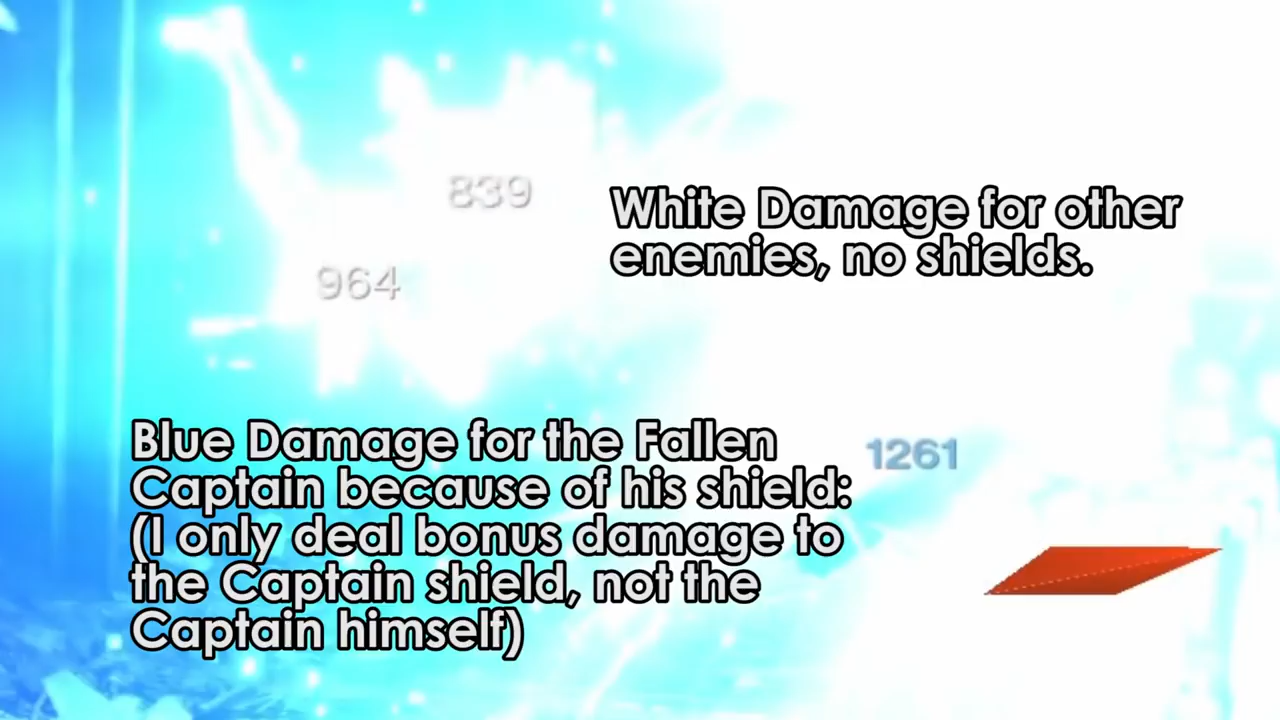 839
White Damage for other
enemies, no shields.
964
Blue Damage for the Fallen
Captain because of his shield:
1261
(I only deal bonus damage to
the Captain shield, not the
Captain himself)